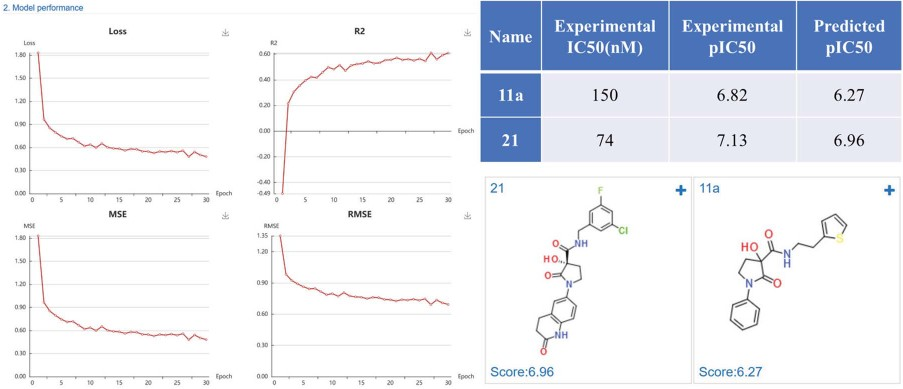 2. Model performance
Loss
Loss
1.80
1.50
1.20
0.90
0.60
0.30
0.00
0 5 10 15 20 25 30
Epoch
R2
R2
0.60
0.40
0.20
0.00
-0.20
-0.40
-0.49
0 5 10 15 20 25 30
Epoch
MSE
MSE
1.80
1.50
1.20
0.90
0.60
0.30
0.00
0 5 10 15 20 25 30
Epoch
RMSE
RMSE
1.35
1.20
0.90
0.60
0.30
0.00
0 5 10 15 20 25 30
Epoch
Name Experimental IC50(nM) Experimental pIC50 Predicted pIC50
11a 150 6.82 6.27
21 74 7.13 6.96
21
F
Cl
O
NH
HO
O
N
NH
O
Score:6.96
11a
S
O
HO
N
H
O
N
Score:6.27